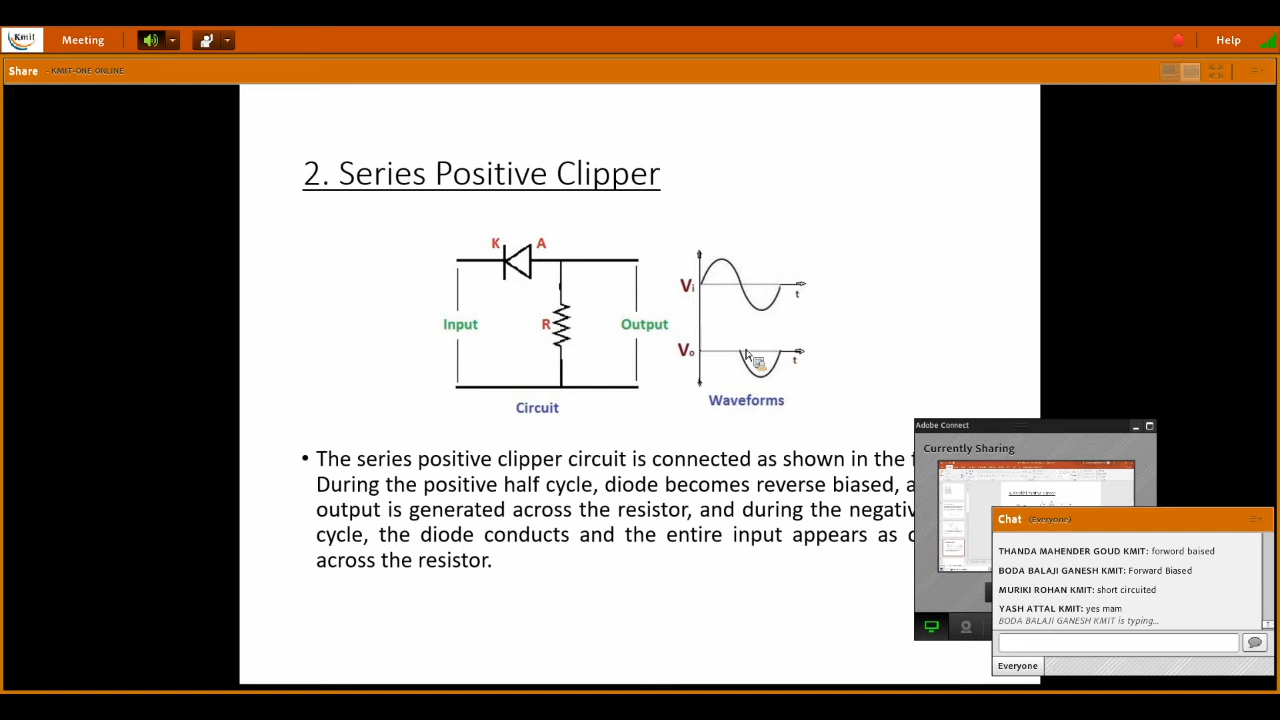 Kmit
Meeting
Help
Share - KMIT-ONE ONLINE
2. Series Positive Clipper
K A
Input R Output
Circuit
Vi
t
Vo
t
Waveforms
• The series positive clipper circuit is connected as shown in the
During the positive half cycle, diode becomes reverse biased,
output is generated across the resistor, and during the negativ
cycle, the diode conducts and the entire input appears as
across the resistor.
Adobe Connect
Currently Sharing
Chat (Everyone)
THANDA MAHENDER GOUD KMIT: forward baised
BODA BALAJI GANESH KMIT: Forward Biased
MURIKI ROHAN KMIT: short circuited
YASH ATTAL KMIT: yes mam
BODA BALAJI GANESH KMIT is typing...
Everyone